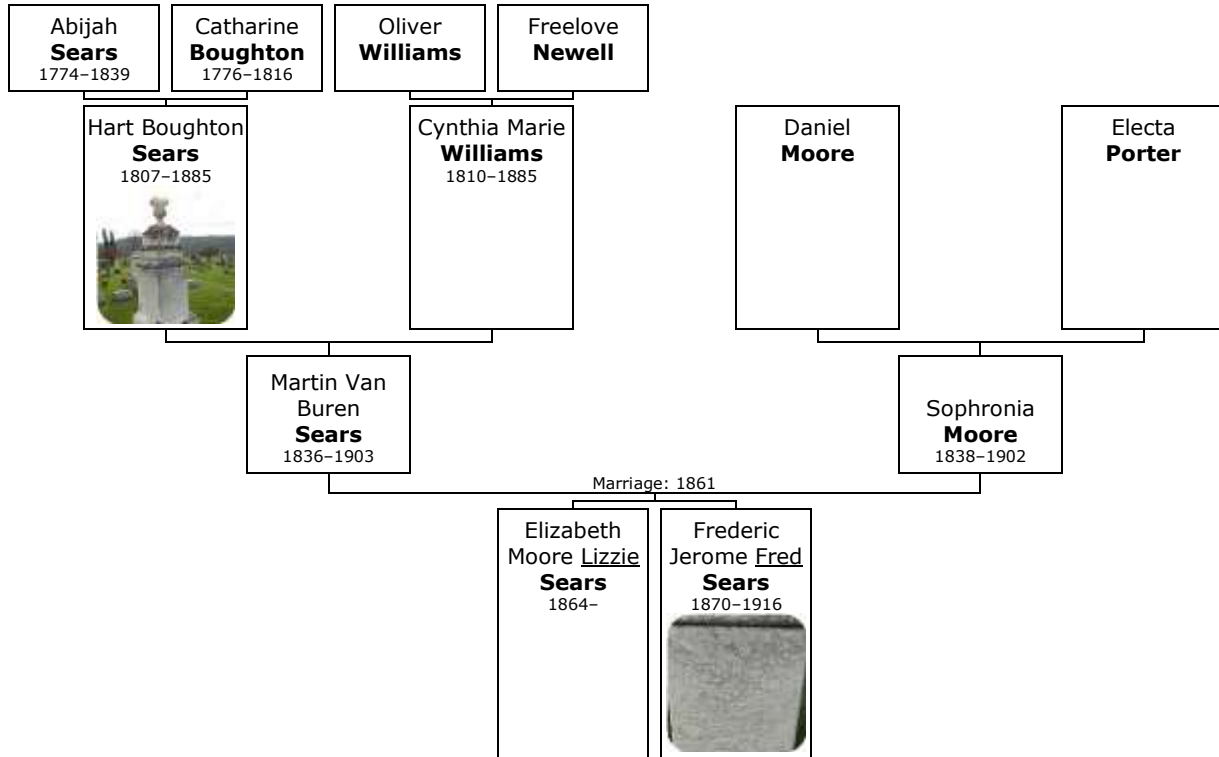 Abijah
Sears
1774–1839
Catharine
Boughton
1776–1816
Oliver
Williams
Freelove
Newell
Hart Boughton
Sears
1807–1885
Cynthia Marie
Williams
1810–1885
Daniel
Moore
Electa
Porter
Martin Van
Buren
Sears
1836–1903
Sophronia
Moore
1838–1902
Marriage: 1861
Elizabeth
Moore Lizzie
Sears
1864–
Frederic
Jerome Fred
Sears
1870–1916